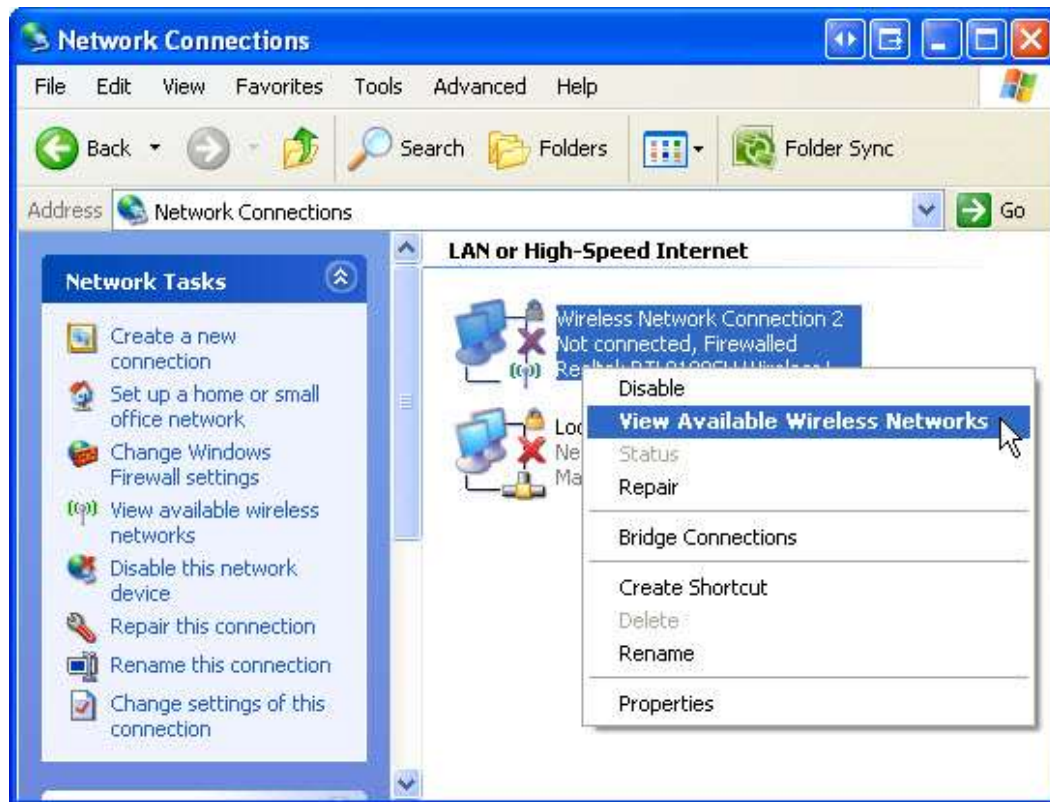 Network Connections
File Edit View Favorites Tools Advanced Help
Back Search Folders Folder Sync
Address Network Connections Go
Network Tasks
Create a new
connection
Set up a home or small
office network
Change Windows
Firewall settings
View available wireless
networks
Disable this network
device
Repair this connection
Rename this connection
Change settings of this
connection
LAN or High-Speed Internet
Wireless Network Connection 2
Not connected, Firewalled
Disable
View Available Wireless Networks
Status
Repair
Bridge Connections
Create Shortcut
Delete
Rename
Properties